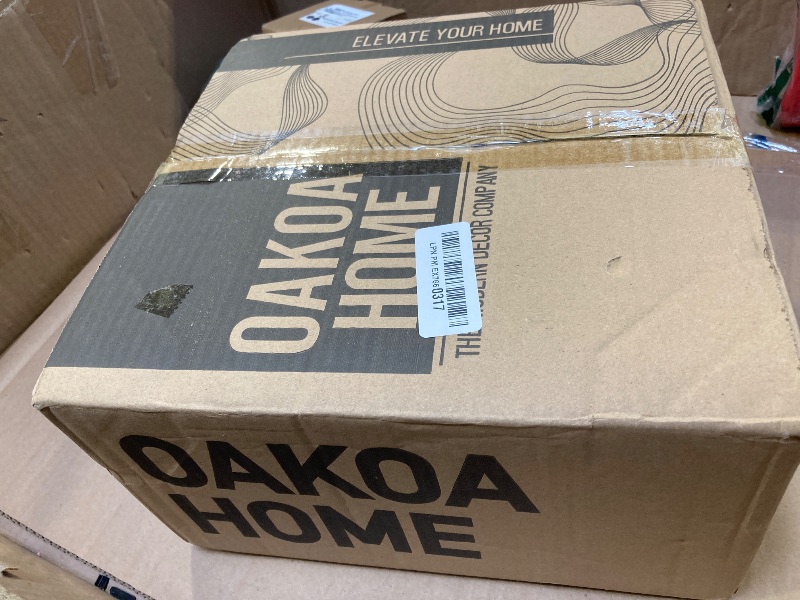 ELEVATE YOUR HOME
OAKOA
HOME
THE MODERN DECOR COMPANY
OAKOA
HOME